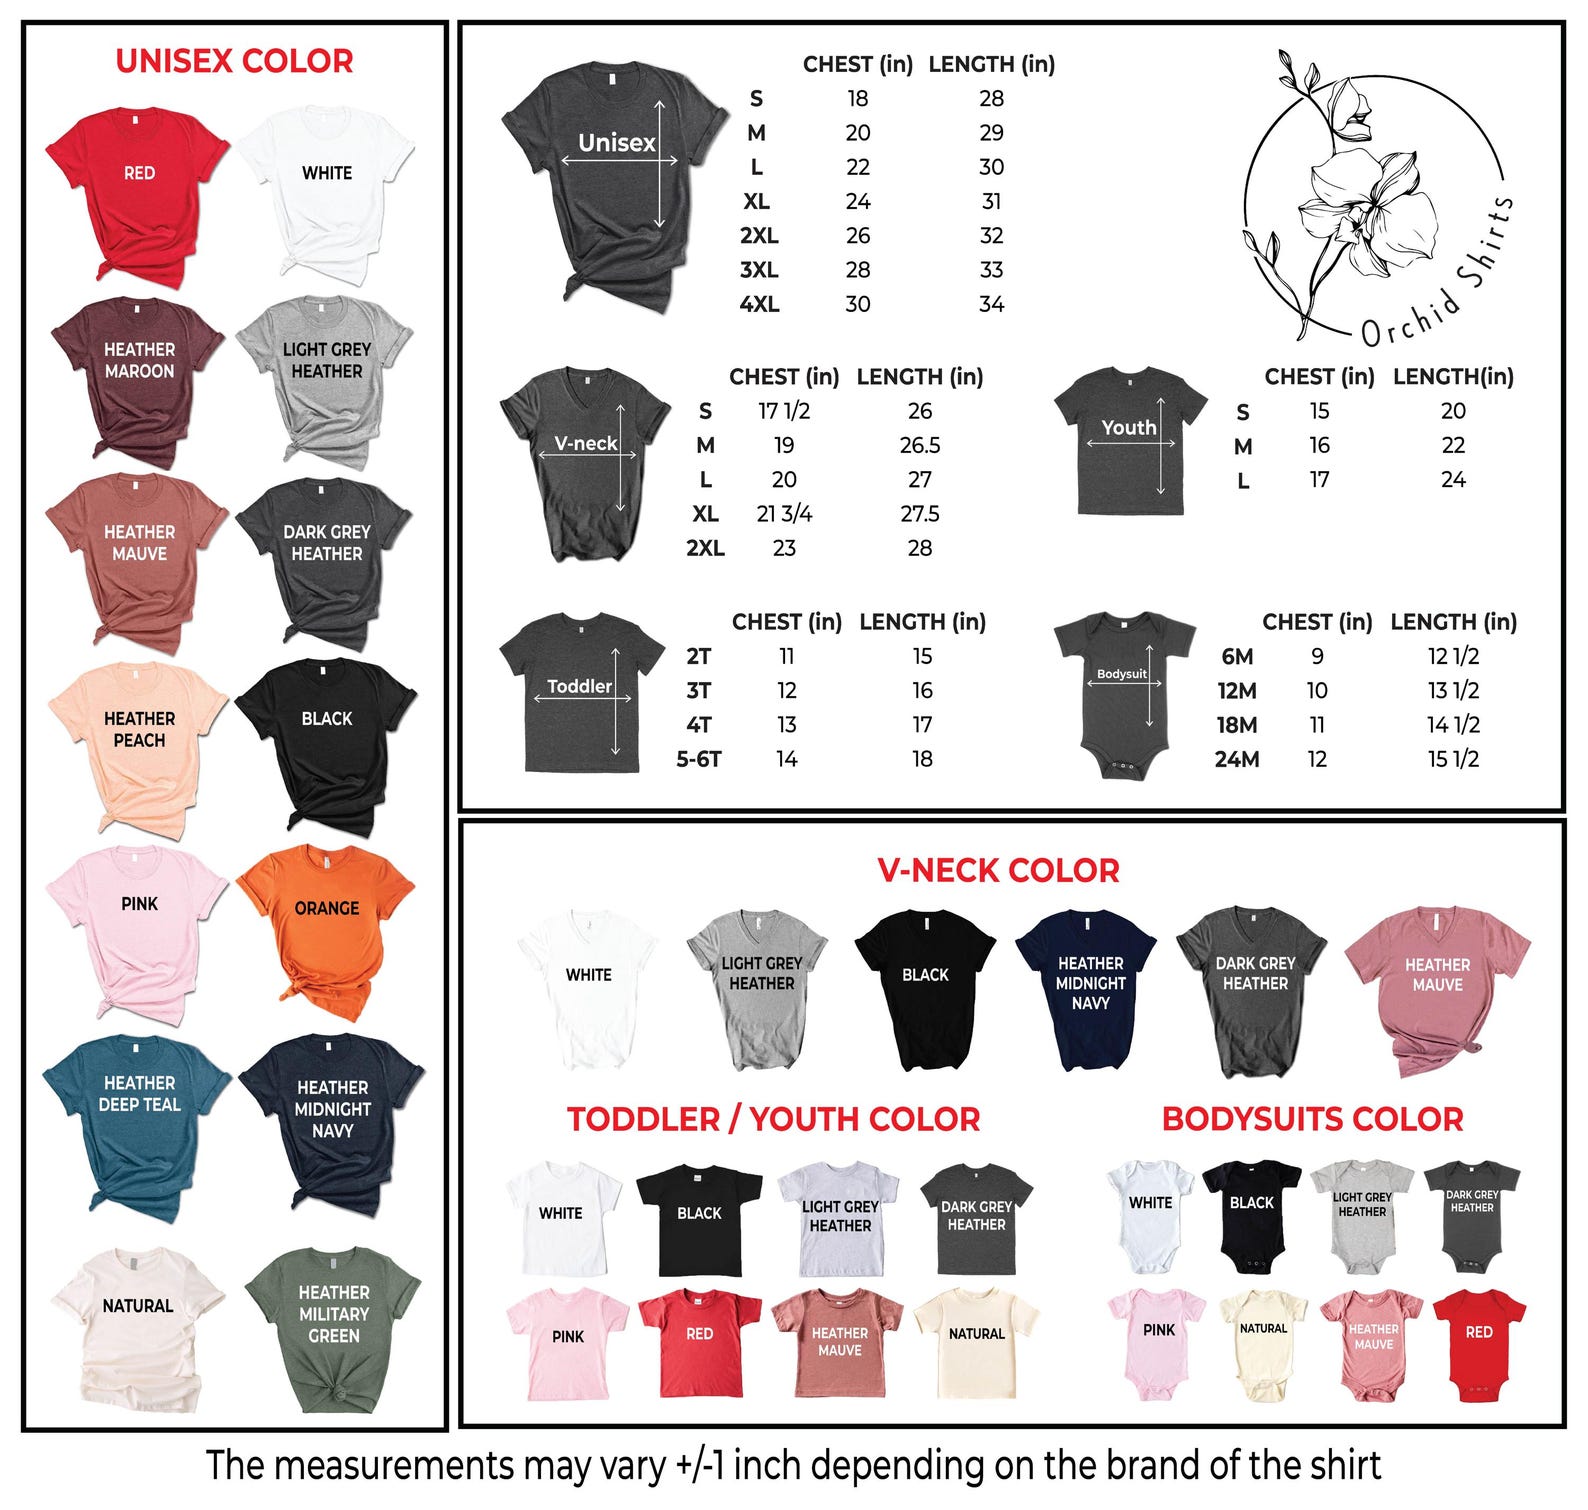 UNISEX COLOR
RED
WHITE
HEATHER
MAROON
LIGHT GREY
HEATHER
HEATHER
MAUVE
DARK GREY
HEATHER
HEATHER
PEACH
BLACK
PINK
ORANGE
HEATHER
DEEP TEAL
HEATHER
MIDNIGHT
NAVY
NATURAL
HEATHER
MILITARY
GREEN
Unisex
CHEST (in) LENGTH (in)
S 18 28
M 20 29
L 22 30
XL 24 31
2XL 26 32
3XL 28 33
4XL 30 34
Orchid Shirts
V-neck
CHEST (in) LENGTH (in)
S 17 1/2 26
M 19 26.5
L 20 27
XL 21 3/4 27.5
2XL 23 28
Youth
CHEST (in) LENGTH(in)
S 15 20
M 16 22
L 17 24
Toddler
CHEST (in) LENGTH (in)
2T 11 15
3T 12 16
4T 13 17
5-6T 14 18
Bodysuit
CHEST (in) LENGTH (in)
6M 9 12 1/2
12M 10 13 1/2
18M 11 14 1/2
24M 12 15 1/2
V-NECK COLOR
WHITE
LIGHT GREY
HEATHER
BLACK
HEATHER
MIDNIGHT
NAVY
DARK GREY
HEATHER
HEATHER
MAUVE
TODDLER / YOUTH COLOR
WHITE
BLACK
LIGHT GREY
HEATHER
DARK GREY
HEATHER
PINK
RED
HEATHER
MAUVE
NATURAL
BODYSUITS COLOR
WHITE
BLACK
LIGHT GREY
HEATHER
DARK GREY
HEATHER
PINK
NATURAL
HEATHER
MAUVE
RED
The measurements may vary +/-1 inch depending on the brand of the shirt